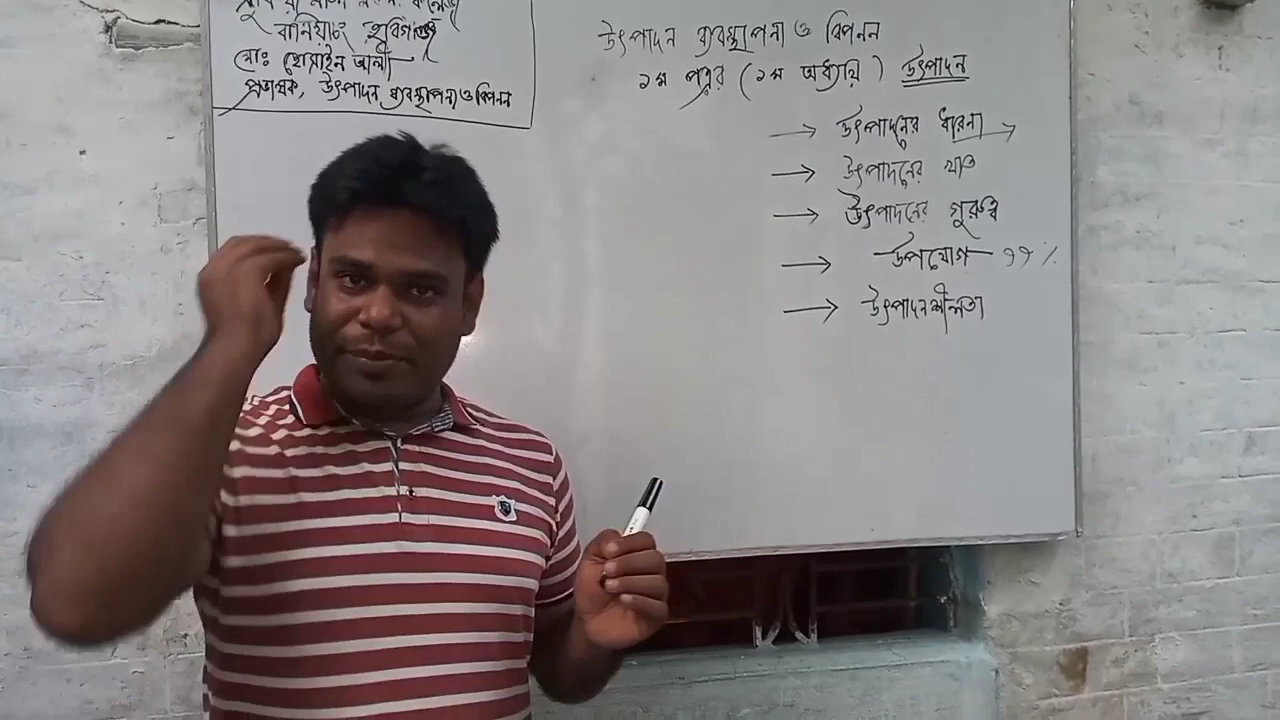 বানিয়াচং হবিগঞ্জ
মোঃ হোসাইন আলী
প্রভাষক, উৎপাদন ব্যবস্থাপনা ও বিপনন
উৎপাদন ব্যবস্থাপনা ও বিপনন
১ম পত্র (১ম অধ্যায়) উৎপাদন
→ উৎপাদনের ধারনা →
→ উৎপাদনের খাত
→ উৎপাদনের গুরুত্ব
→ উপযোগ
→ উৎপাদনশীলতা